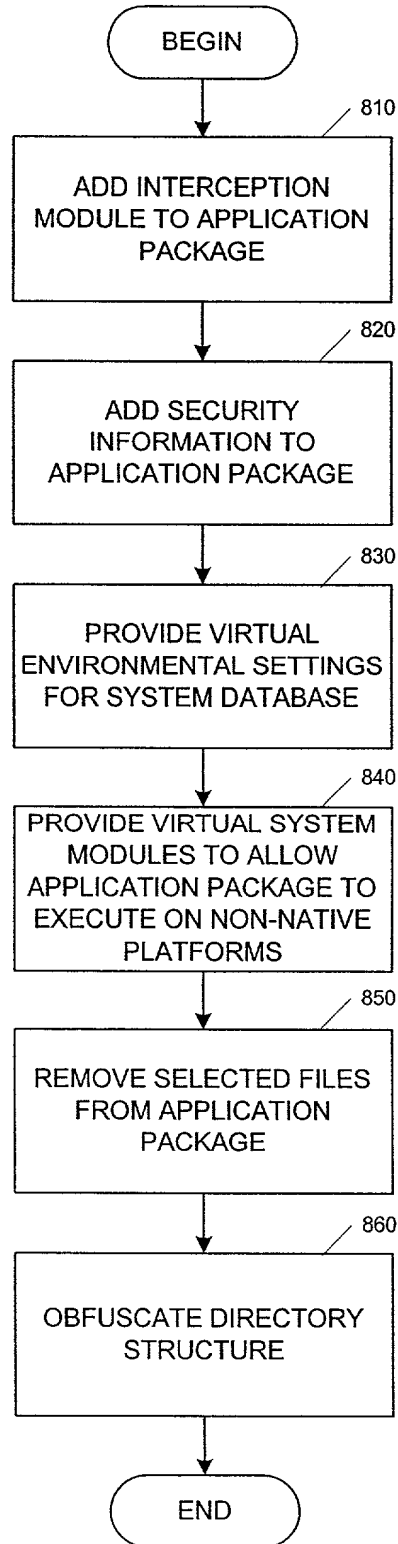 BEGIN
810
ADD INTERCEPTION
MODULE TO APPLICATION
PACKAGE
820
ADD SECURITY
INFORMATION TO
APPLICATION PACKAGE
830
PROVIDE VIRTUAL
ENVIRONMENTAL SETTINGS
FOR SYSTEM DATABASE
840
PROVIDE VIRTUAL SYSTEM
MODULES TO ALLOW
APPLICATION PACKAGE TO
EXECUTE ON NON-NATIVE
PLATFORMS
850
REMOVE SELECTED FILES
FROM APPLICATION
PACKAGE
860
OBFUSCATE DIRECTORY
STRUCTURE
END